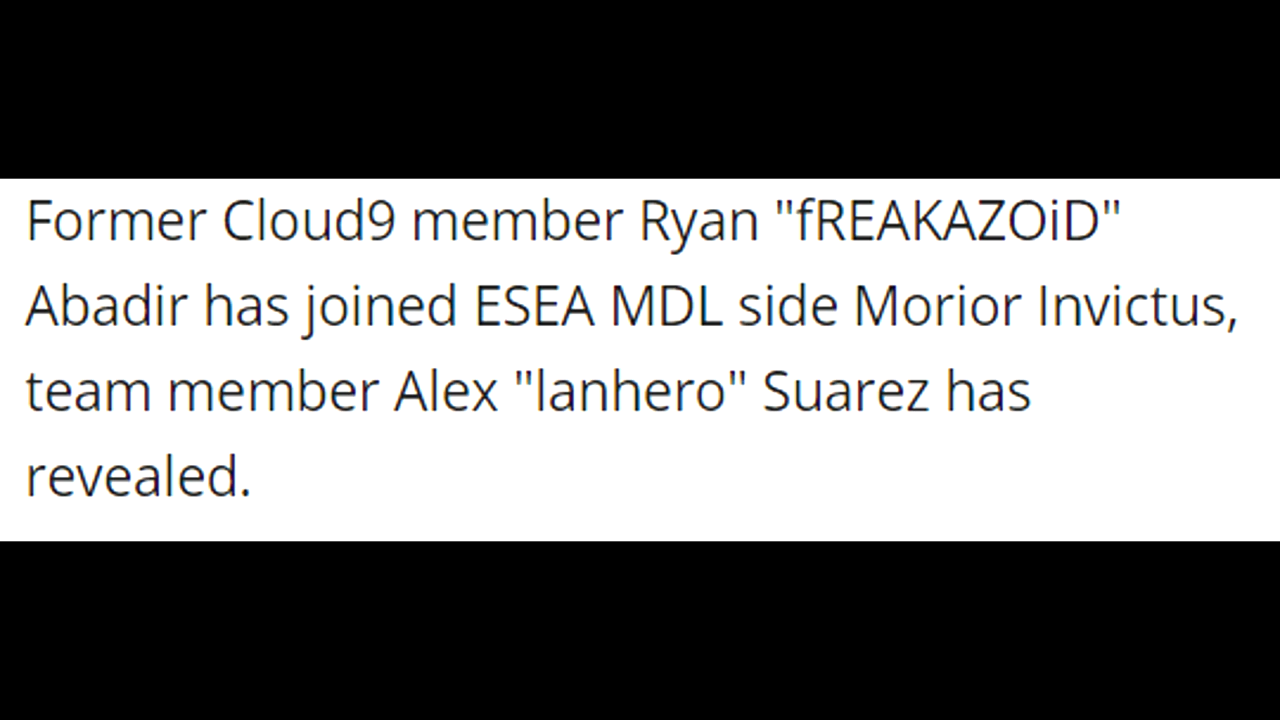 Former Cloud9 member Ryan "fREAKAZOiD"
Abadir has joined ESEA MDL side Morior Invictus,
team member Alex "lanhero" Suarez has
revealed.